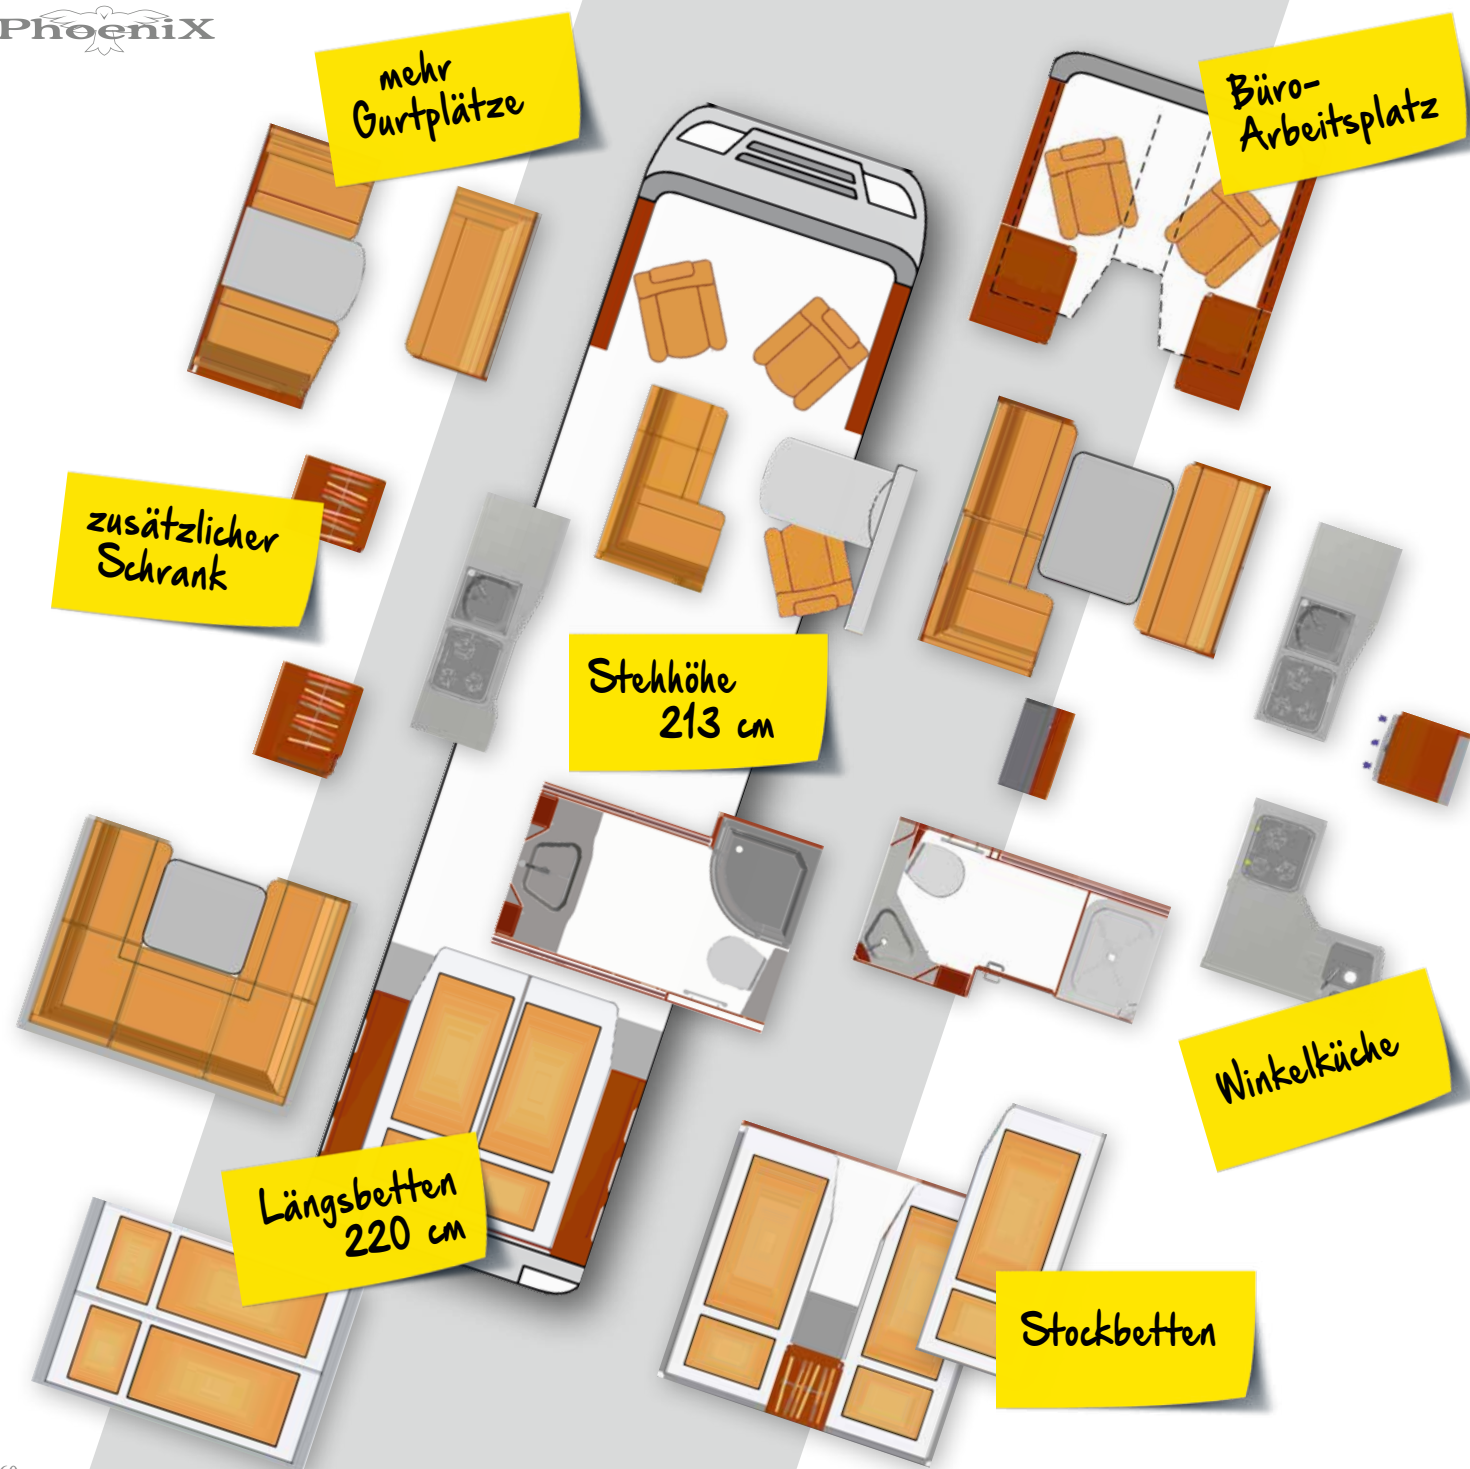 PhoeniX
mehr
Gurtplätze
Büro-
Arbeitsplatz
zusätzlicher
Schrank
Stehhöhe
213 cm
Winkelküche
Längsbetten
220 cm
Stockbetten